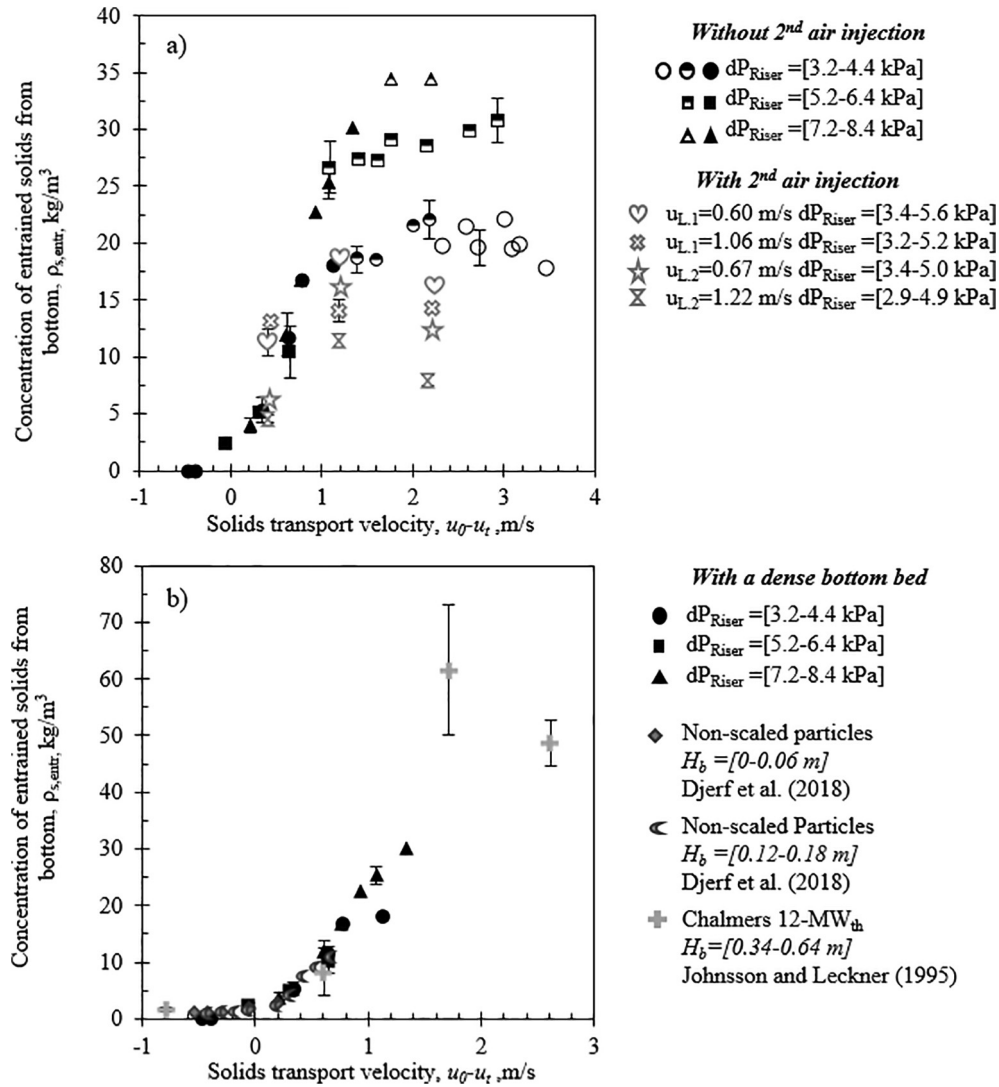 a)
40
35
30
25
20
15
10
5
0
Concentration of entrained solids from
bottom, ρs,entr, kg/m³
-1 0 1 2 3 4
Solids transport velocity, u0-ut ,m/s
Without 2nd air injection
dPRiser =[3.2-4.4 kPa]
dPRiser =[5.2-6.4 kPa]
dPRiser =[7.2-8.4 kPa]
With 2nd air injection
uL.1=0.60 m/s dPRiser=[3.4-5.6 kPa]
uL.1=1.06 m/s dPRiser=[3.2-5.2 kPa]
uL.2=0.67 m/s dPRiser=[3.4-5.0 kPa]
uL.2=1.22 m/s dPRiser=[2.9-4.9 kPa]
b)
80
70
60
50
40
30
20
10
0
Concentration of entrained solids from
bottom, ρs,entr, kg/m³
-1 0 1 2 3
Solids transport velocity, u0-ut ,m/s
With a dense bottom bed
dPRiser =[3.2-4.4 kPa]
dPRiser =[5.2-6.4 kPa]
dPRiser =[7.2-8.4 kPa]
Non-scaled particles
Hb =[0-0.06 m]
Djerf et al. (2018)
Non-scaled Particles
Hb =[0.12-0.18 m]
Djerf et al. (2018)
Chalmers 12-MWth
Hb=[0.34-0.64 m]
Johnsson and Leckner (1995)